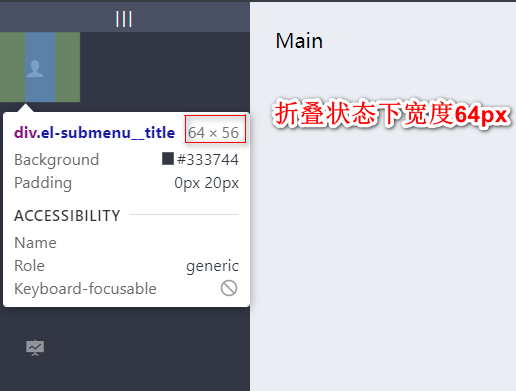 |||
Main
折叠状态下宽度64px
div.el-submenu__title 64 × 56
Background #333744
Padding 0px 20px
ACCESSIBILITY
Name
Role generic
Keyboard-focusable